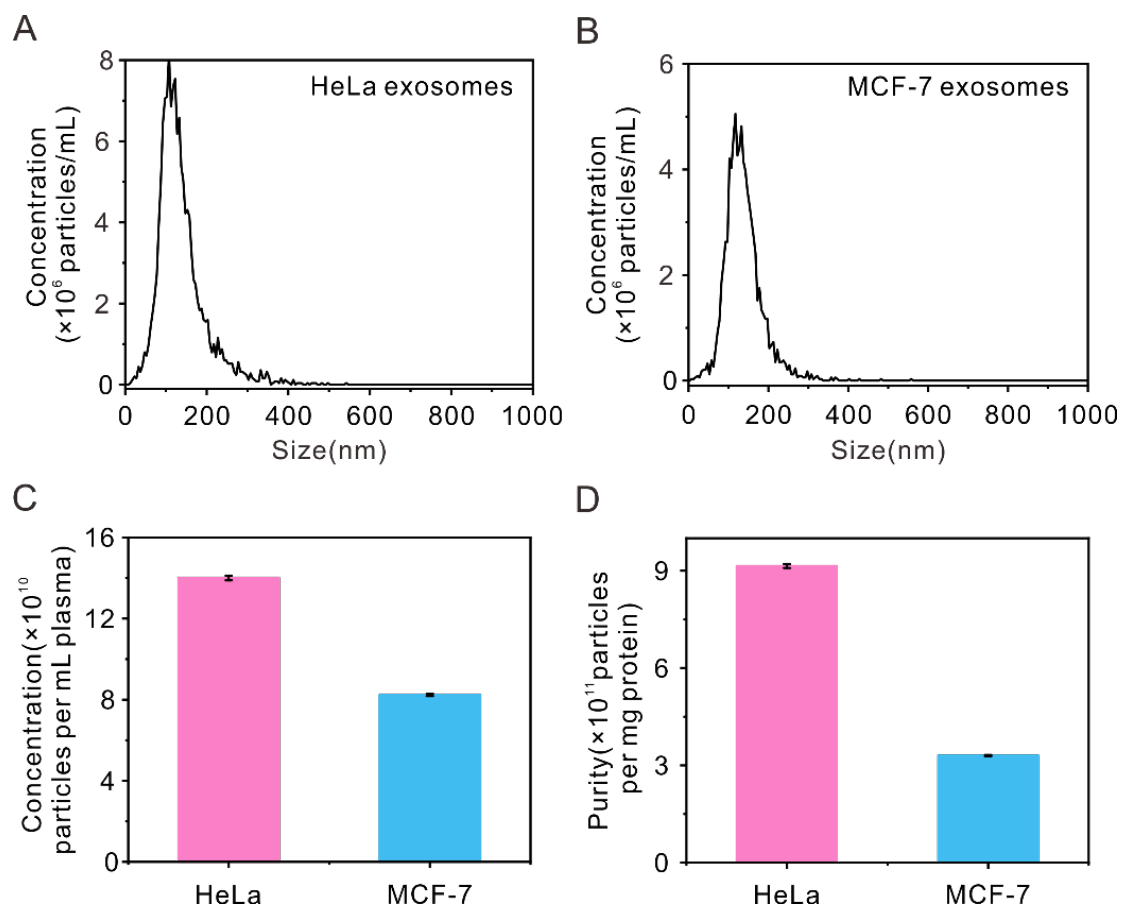 A
HeLa exosomes
Concentration
(×10⁶ particles/mL)
8
6
4
2
0
0 200 400 600 800 1000
Size(nm)
B
MCF-7 exosomes
Concentration
(×10⁶ particles/mL)
6
4
2
0
0 200 400 600 800 1000
Size(nm)
C
Concentration(×10¹⁰
particles per mL plasma)
16
12
8
4
0
HeLa MCF-7
D
Purity(×10¹¹particles
per mg protein)
9
6
3
0
HeLa MCF-7